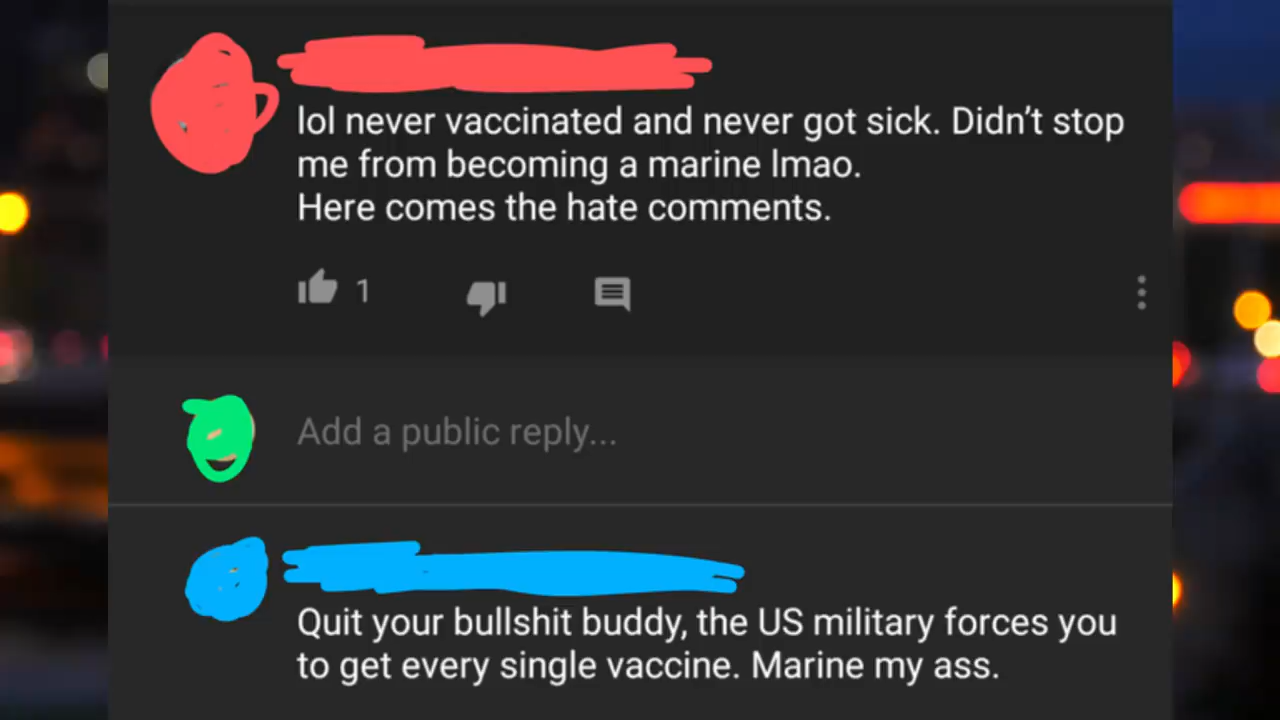 lol never vaccinated and never got sick. Didn’t stop
me from becoming a marine lmao.
Here comes the hate comments.
1
Add a public reply...
Quit your bullshit buddy, the US military forces you
to get every single vaccine. Marine my ass.